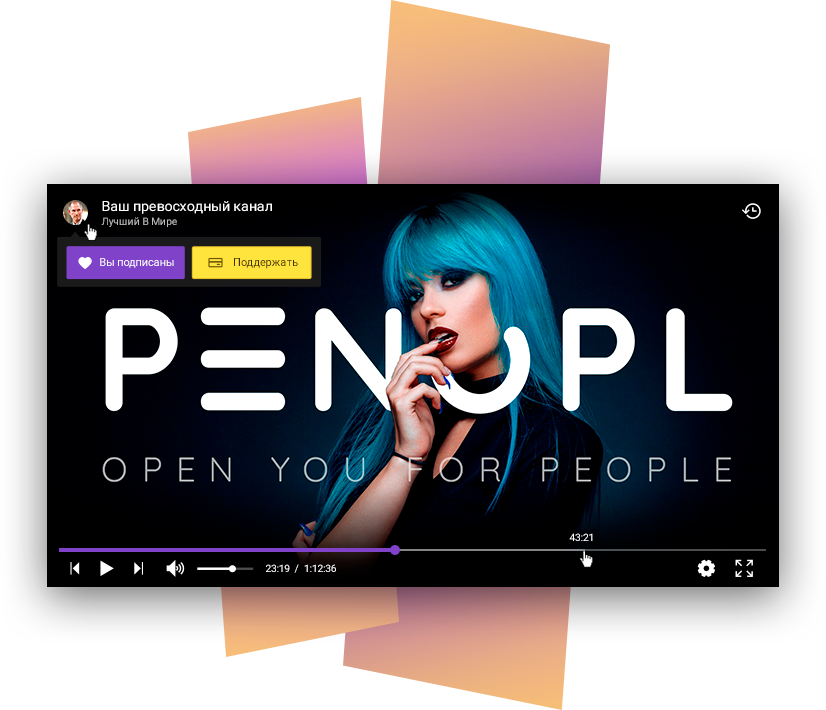 Ваш превосходный канал
Лучший В Мире
Вы подписаны
Поддержать
PENOPL
OPEN YOU FOR PEOPLE
43:21
23:19 / 1:12:36